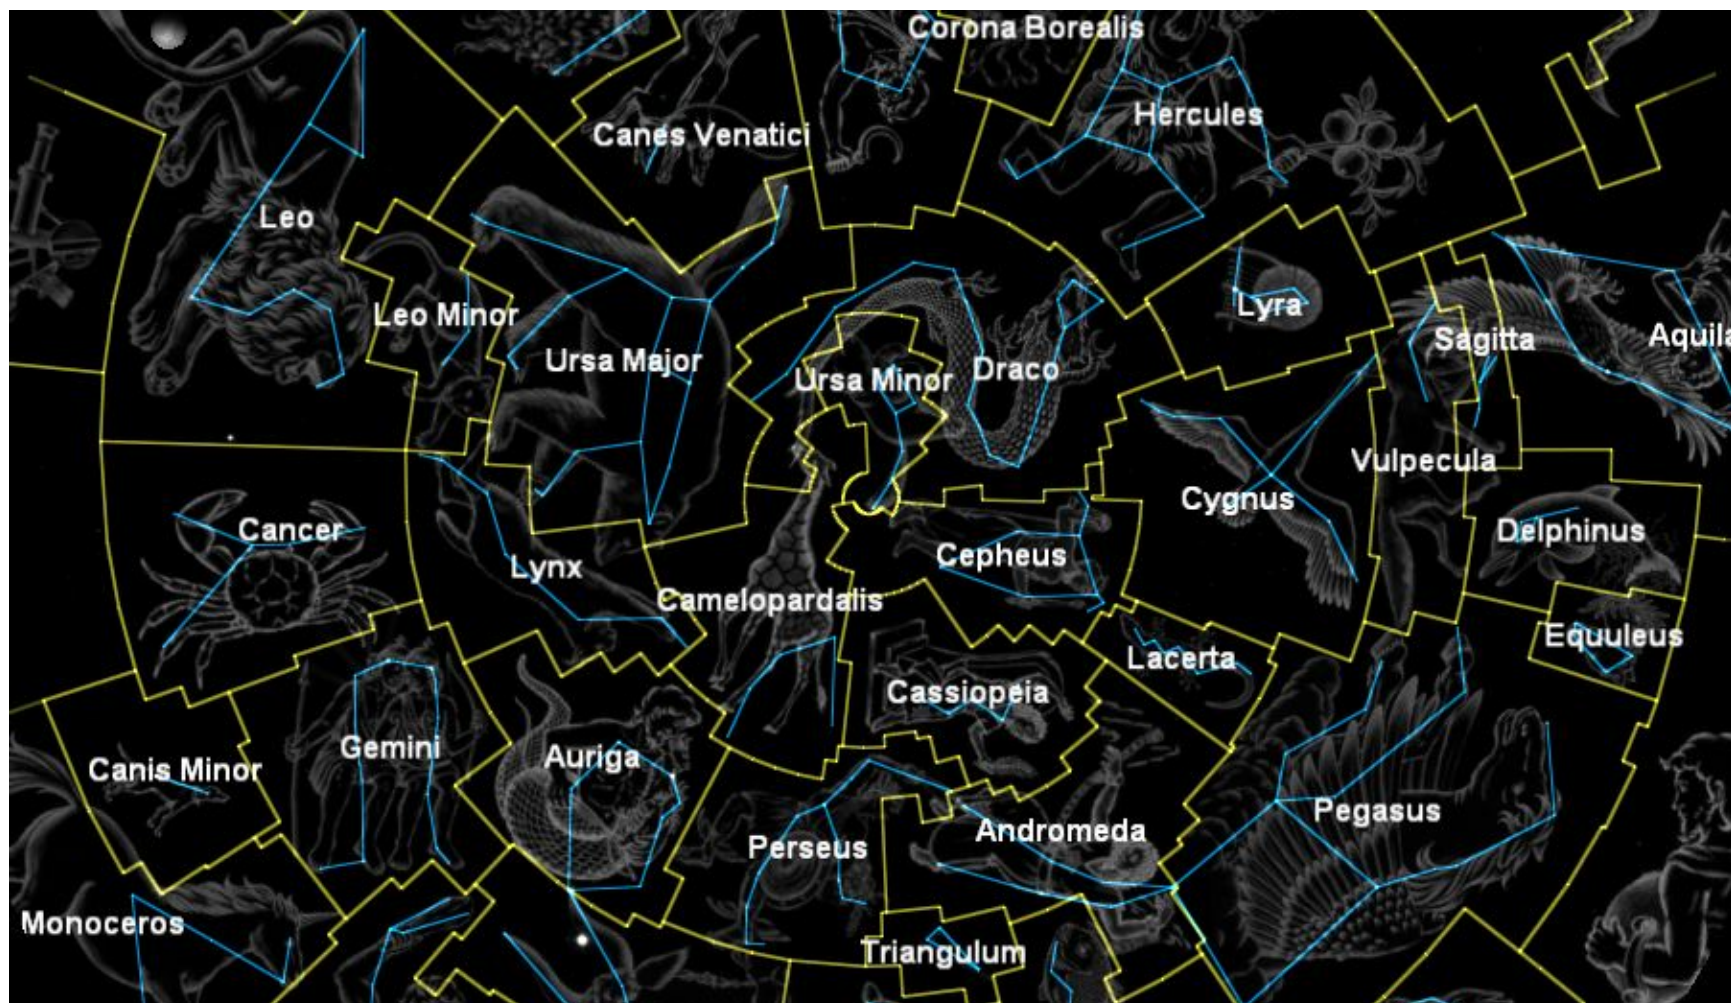 Corona Borealis
Hercules
Canes Venatici
Leo
Leo Minor
Lyra
Sagitta
Aquila
Ursa Major
Ursa Minor
Draco
Vulpecula
Cygnus
Delphinus
Cancer
Cepheus
Lynx
Camelopardalis
Equuleus
Lacerta
Cassiopeia
Gemini
Auriga
Canis Minor
Pegasus
Andromeda
Perseus
Monoceros
Triangulum